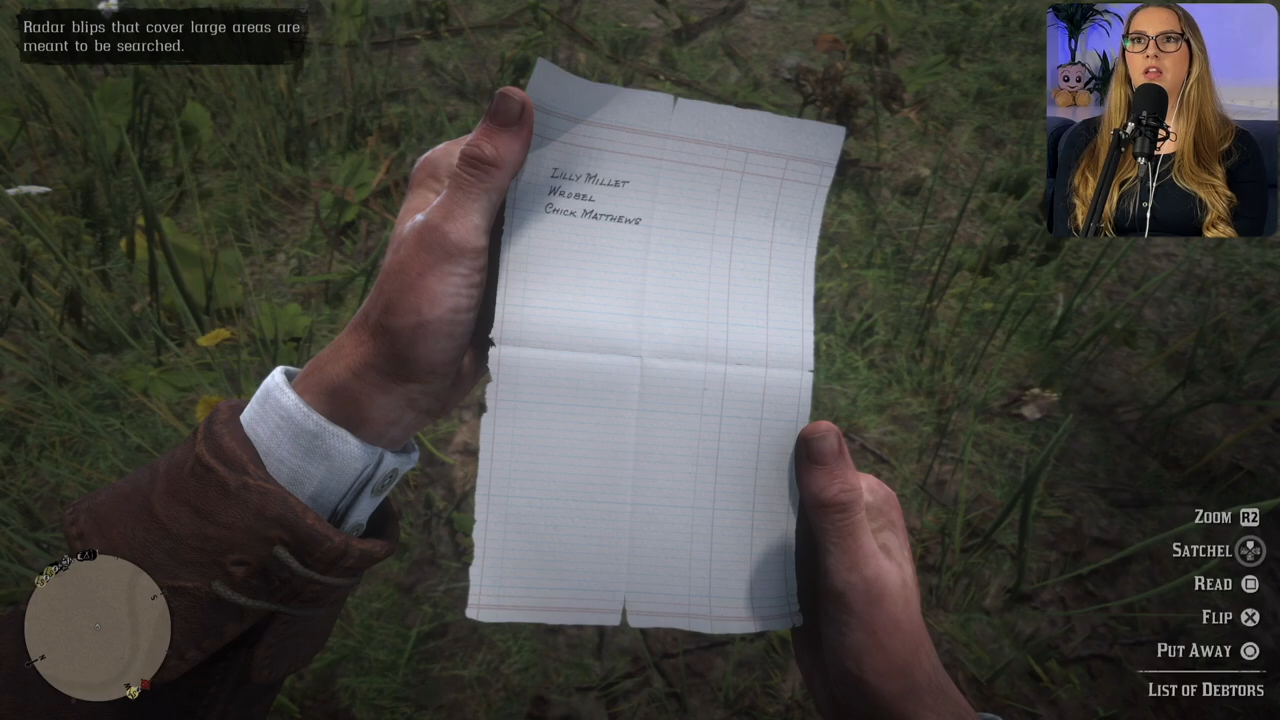 Radar blips that cover large areas are
meant to be searched.
Lilly Millet
Wrobel
Chick Matthews
Zoom R2
Satchel
Read
Flip
Put Away
List of Debtors